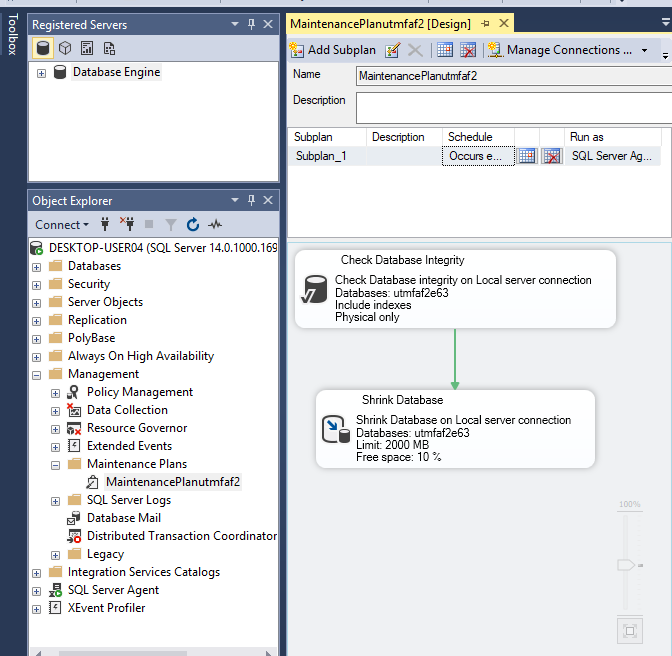 Toolbox
Registered Servers
Database Engine
Object Explorer
Connect
DESKTOP-USER04 (SQL Server 14.0.1000.169
Databases
Security
Server Objects
Replication
PolyBase
Always On High Availability
Management
Policy Management
Data Collection
Resource Governor
Extended Events
Maintenance Plans
MaintenancePlanutmfaf2
SQL Server Logs
Database Mail
Distributed Transaction Coordinator
Legacy
Integration Services Catalogs
SQL Server Agent
XEvent Profiler
MaintenancePlanutmfaf2 [Design]
Add Subplan Manage Connections ...
Name MaintenancePlanutmfaf2
Description
Subplan Description Schedule Run as
Subplan_1 Occurs e... SQL Server Ag...
Check Database Integrity
Check Database integrity on Local server connection
Databases: utmfaf2e63
Include indexes
Physical only
Shrink Database
Shrink Database on Local server connection
Databases: utmfaf2e63
Limit: 2000 MB
Free space: 10 %
100%